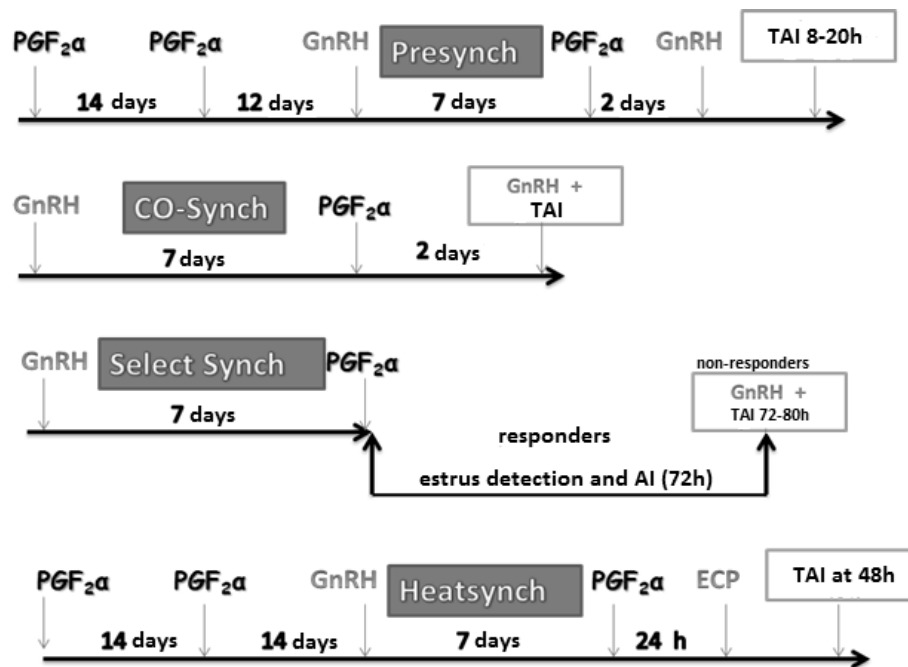 PGF₂α PGF₂α GnRH Presynch PGF₂α GnRH TAI 8-20h
14 days 12 days 7 days 2 days
GnRH CO-Synch PGF₂α GnRH +
TAI
7 days 2 days
GnRH Select Synch PGF₂α non-responders
GnRH +
TAI 72-80h
7 days
responders
estrus detection and AI (72h)
PGF₂α PGF₂α GnRH Heatsynch PGF₂α ECP TAI at 48h
14 days 14 days 7 days 24 h